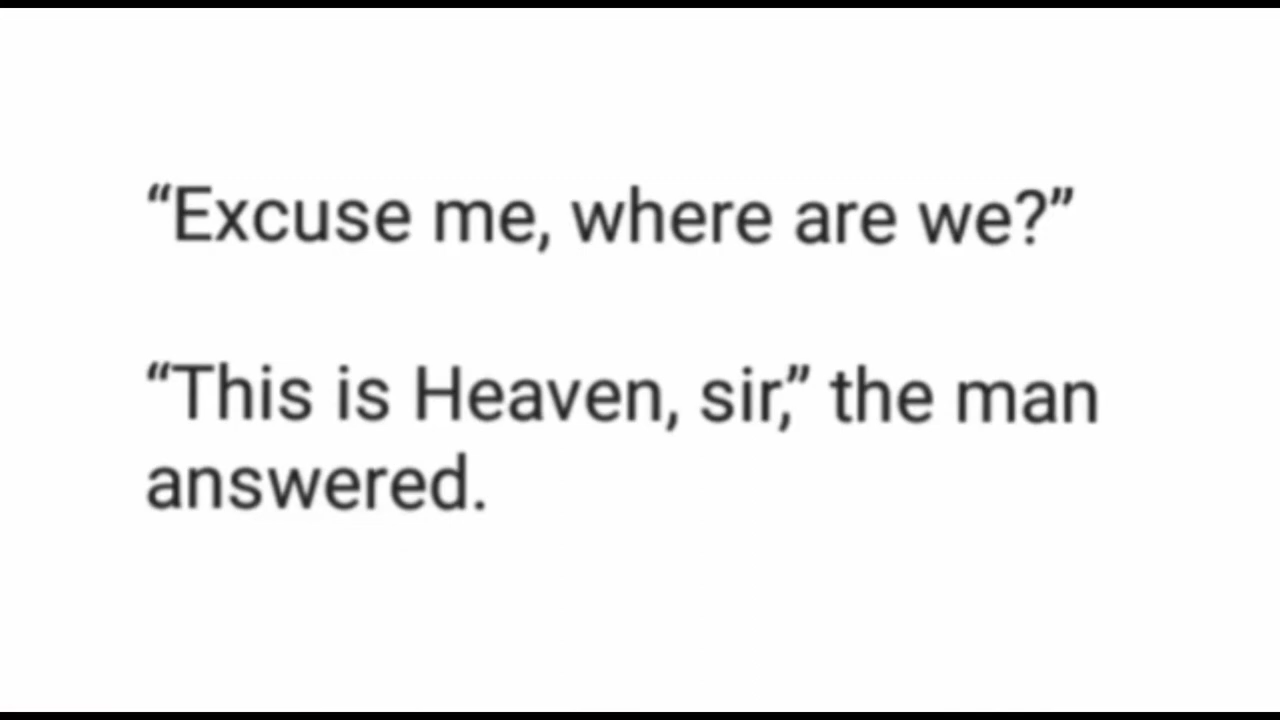 “Excuse me, where are we?”
“This is Heaven, sir,” the man
answered.